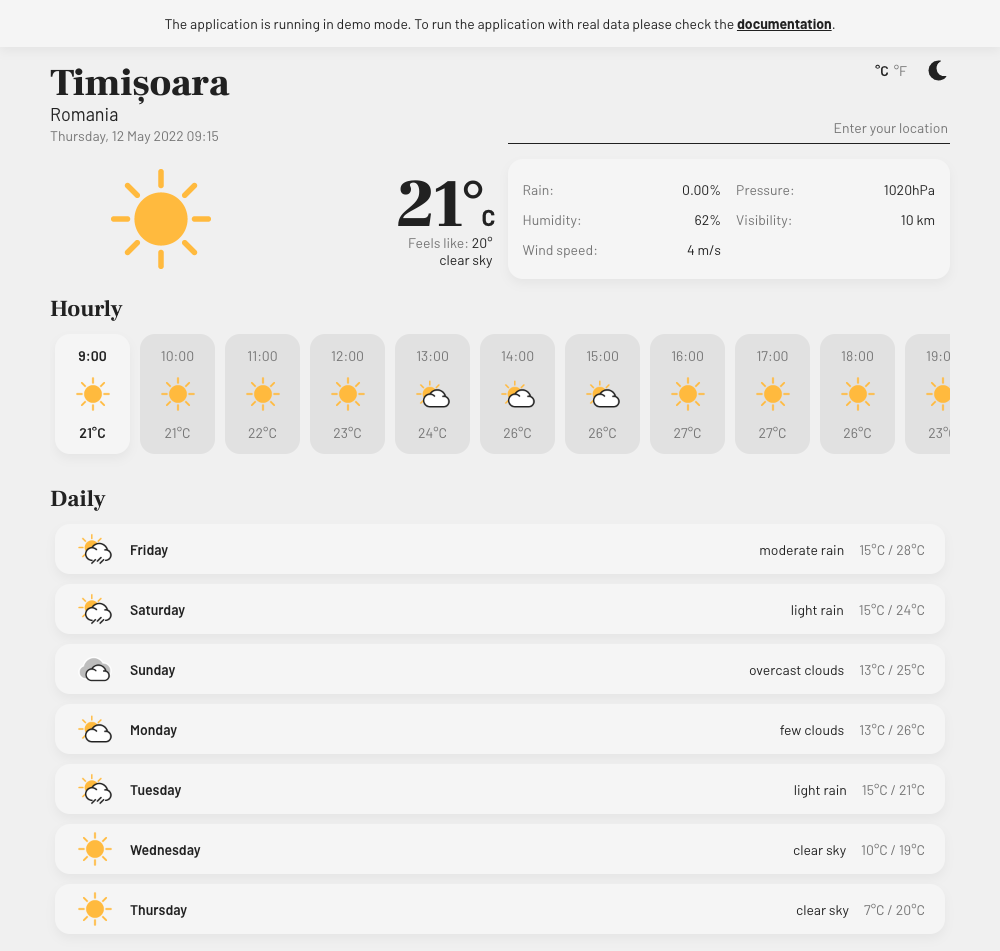 The application is running in demo mode. To run the application with real data please check the documentation.
Timișoara
Romania
Thursday, 12 May 2022 09:15
°C °F
Enter your location
21°C
Feels like: 20°
clear sky
Rain: 0.00% Pressure: 1020hPa
Humidity: 62% Visibility: 10 km
Wind speed: 4 m/s
Hourly
9:00 10:00 11:00 12:00 13:00 14:00 15:00 16:00 17:00 18:00 19:0
21°C 21°C 22°C 23°C 24°C 26°C 26°C 27°C 27°C 26°C 23°
Daily
Friday moderate rain 15°C / 28°C
Saturday light rain 15°C / 24°C
Sunday overcast clouds 13°C / 25°C
Monday few clouds 13°C / 26°C
Tuesday light rain 15°C / 21°C
Wednesday clear sky 10°C / 19°C
Thursday clear sky 7°C / 20°C